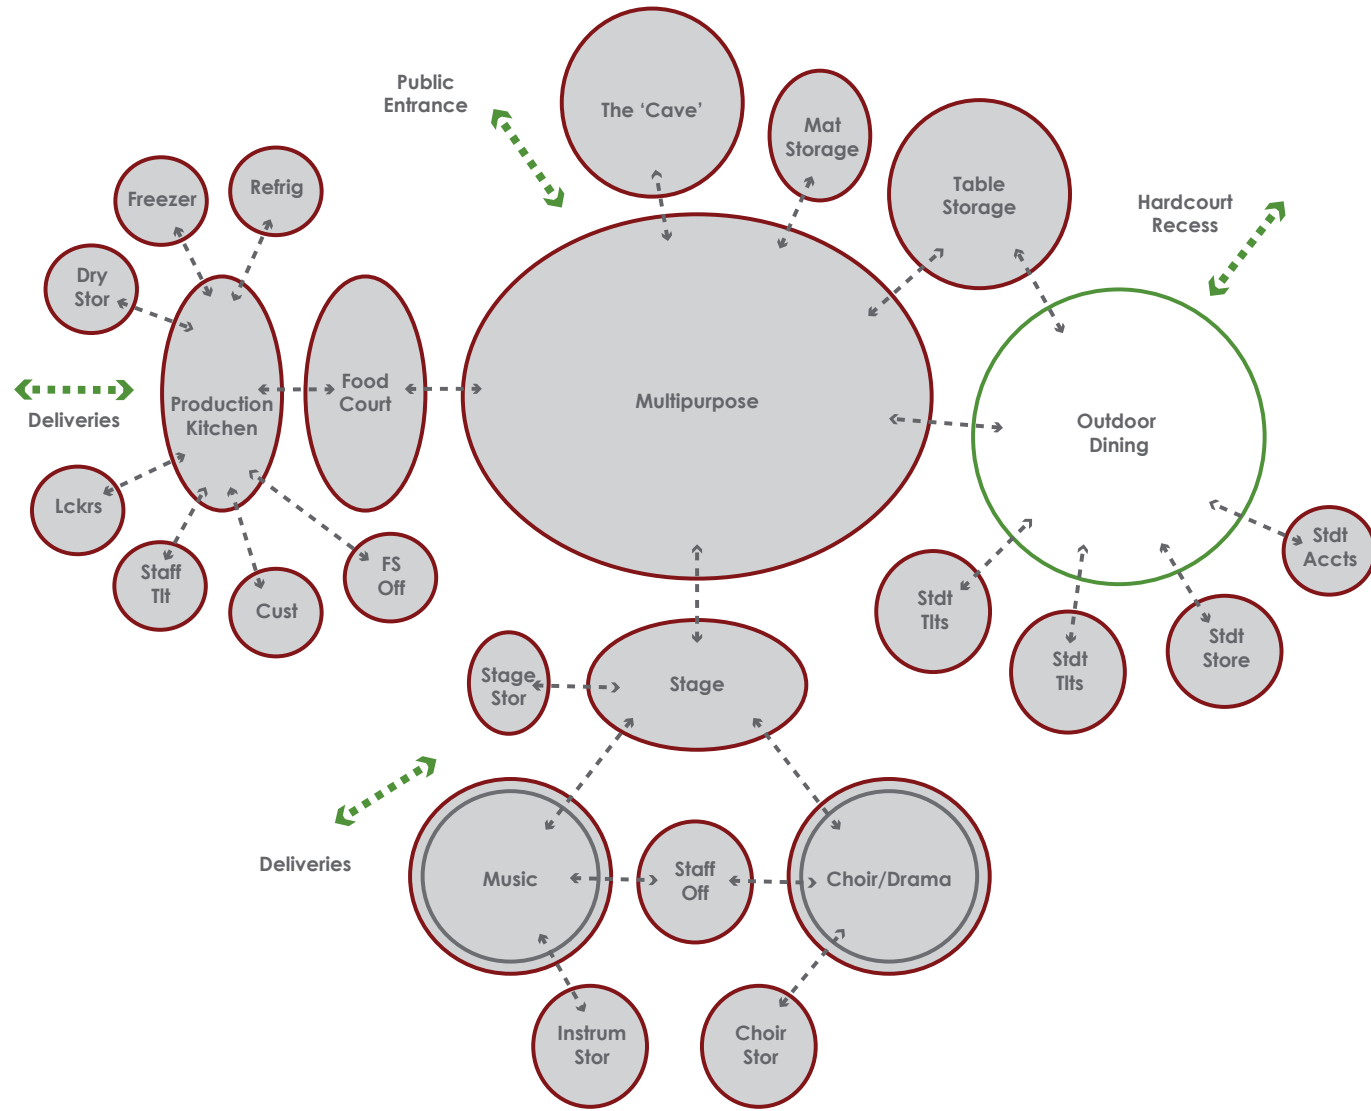 Public
Entrance
The ‘Cave’
Mat
Storage
Table
Storage
Hardcourt
Recess
Freezer
Refrig
Dry
Stor
Deliveries
Production
Kitchen
Food
Court
Multipurpose
Outdoor
Dining
Lckrs
Staff
Tlt
Cust
FS
Off
Stdt
Tlts
Stdt
Tlts
Stdt
Store
Stdt
Accts
Stage
Stor
Stage
Deliveries
Music
Staff
Off
Choir/Drama
Instrum
Stor
Choir
Stor